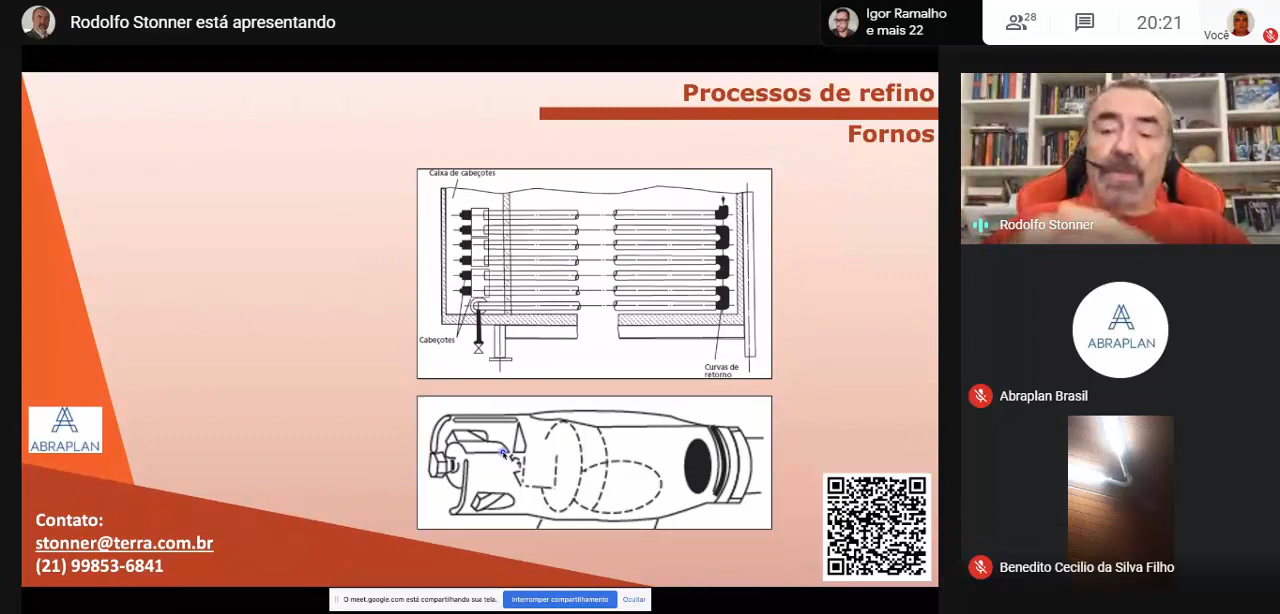 Rodolfo Stonner está apresentando
Igor Ramalho
e mais 22
28
20:21
Você
Processos de refino
Fornos
Caixa de cabeçotes
Cabeçotes
Curvas de
retorno
ABRAPLAN
Contato:
stonner@terra.com.br
(21) 99853-6841
O meet.google.com está compartilhando sua tela.
Interromper compartilhamento
Ocultar
Rodolfo Stonner
ABRAPLAN
Abraplan Brasil
Benedito Cecilio da Silva Filho